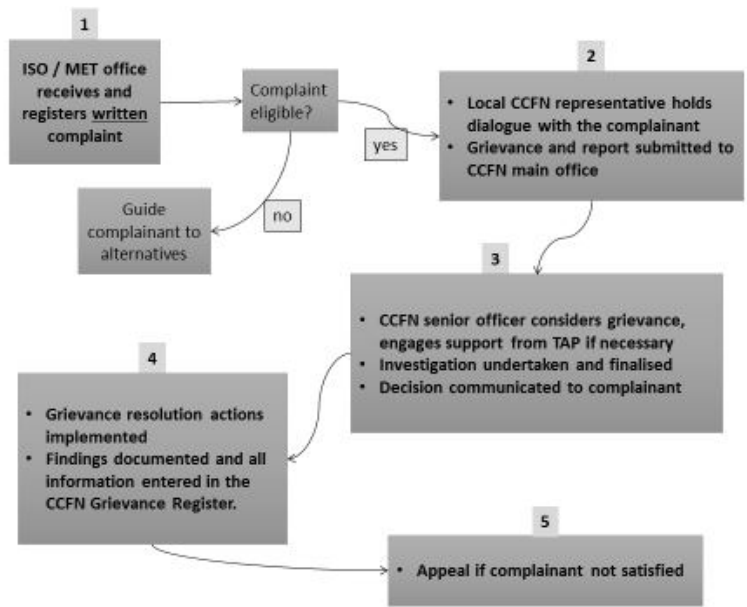 1
ISO / MET office
receives and
registers written
complaint
Complaint
eligible?
yes
no
Guide
complainant to
alternatives
2
• Local CCFN representative holds
dialogue with the complainant
• Grievance and report submitted to
CCFN main office
3
• CCFN senior officer considers grievance,
engages support from TAP if necessary
• Investigation undertaken and finalised
• Decision communicated to complainant
4
• Grievance resolution actions
implemented
• Findings documented and all
information entered in the
CCFN Grievance Register.
5
• Appeal if complainant not satisfied